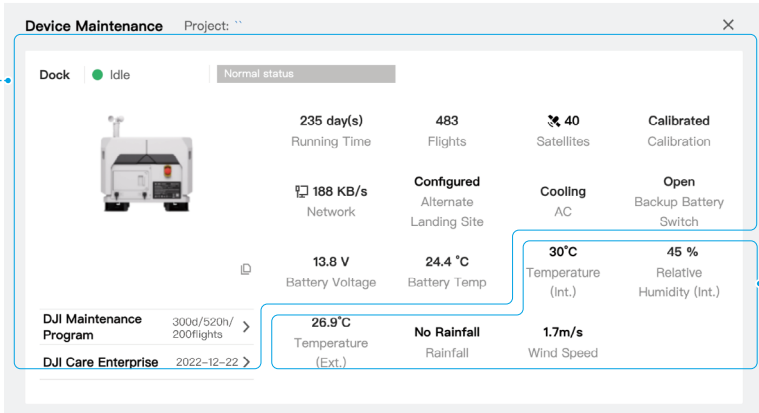 Device Maintenance Project: ``
Dock Idle Normal status
235 day(s) 483 40 Calibrated
Running Time Flights Satellites Calibration
188 KB/s Configured Cooling Open
Network Alternate AC Backup Battery
Landing Site Switch
13.8 V 24.4 °C 30°C 45 %
Battery Voltage Battery Temp Temperature Relative
(Int.) Humidity (Int.)
DJI Maintenance 300d/520h/
Program 200flights
DJI Care Enterprise 2022-12-22
26.9°C No Rainfall 1.7m/s
Temperature Rainfall Wind Speed
(Ext.)